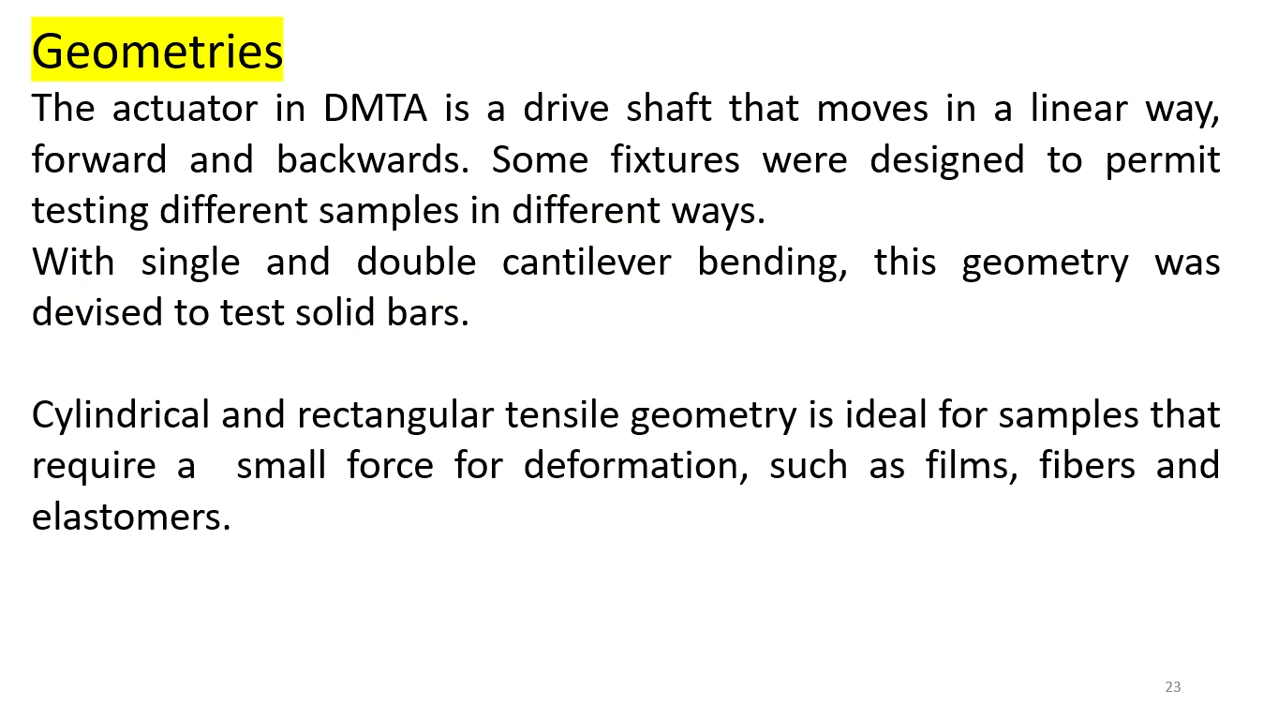 Geometries
The actuator in DMTA is a drive shaft that moves in a linear way,
forward and backwards. Some fixtures were designed to permit
testing different samples in different ways.
With single and double cantilever bending, this geometry was
devised to test solid bars.
Cylindrical and rectangular tensile geometry is ideal for samples that
require a  small force for deformation, such as films, fibers and
elastomers.
23